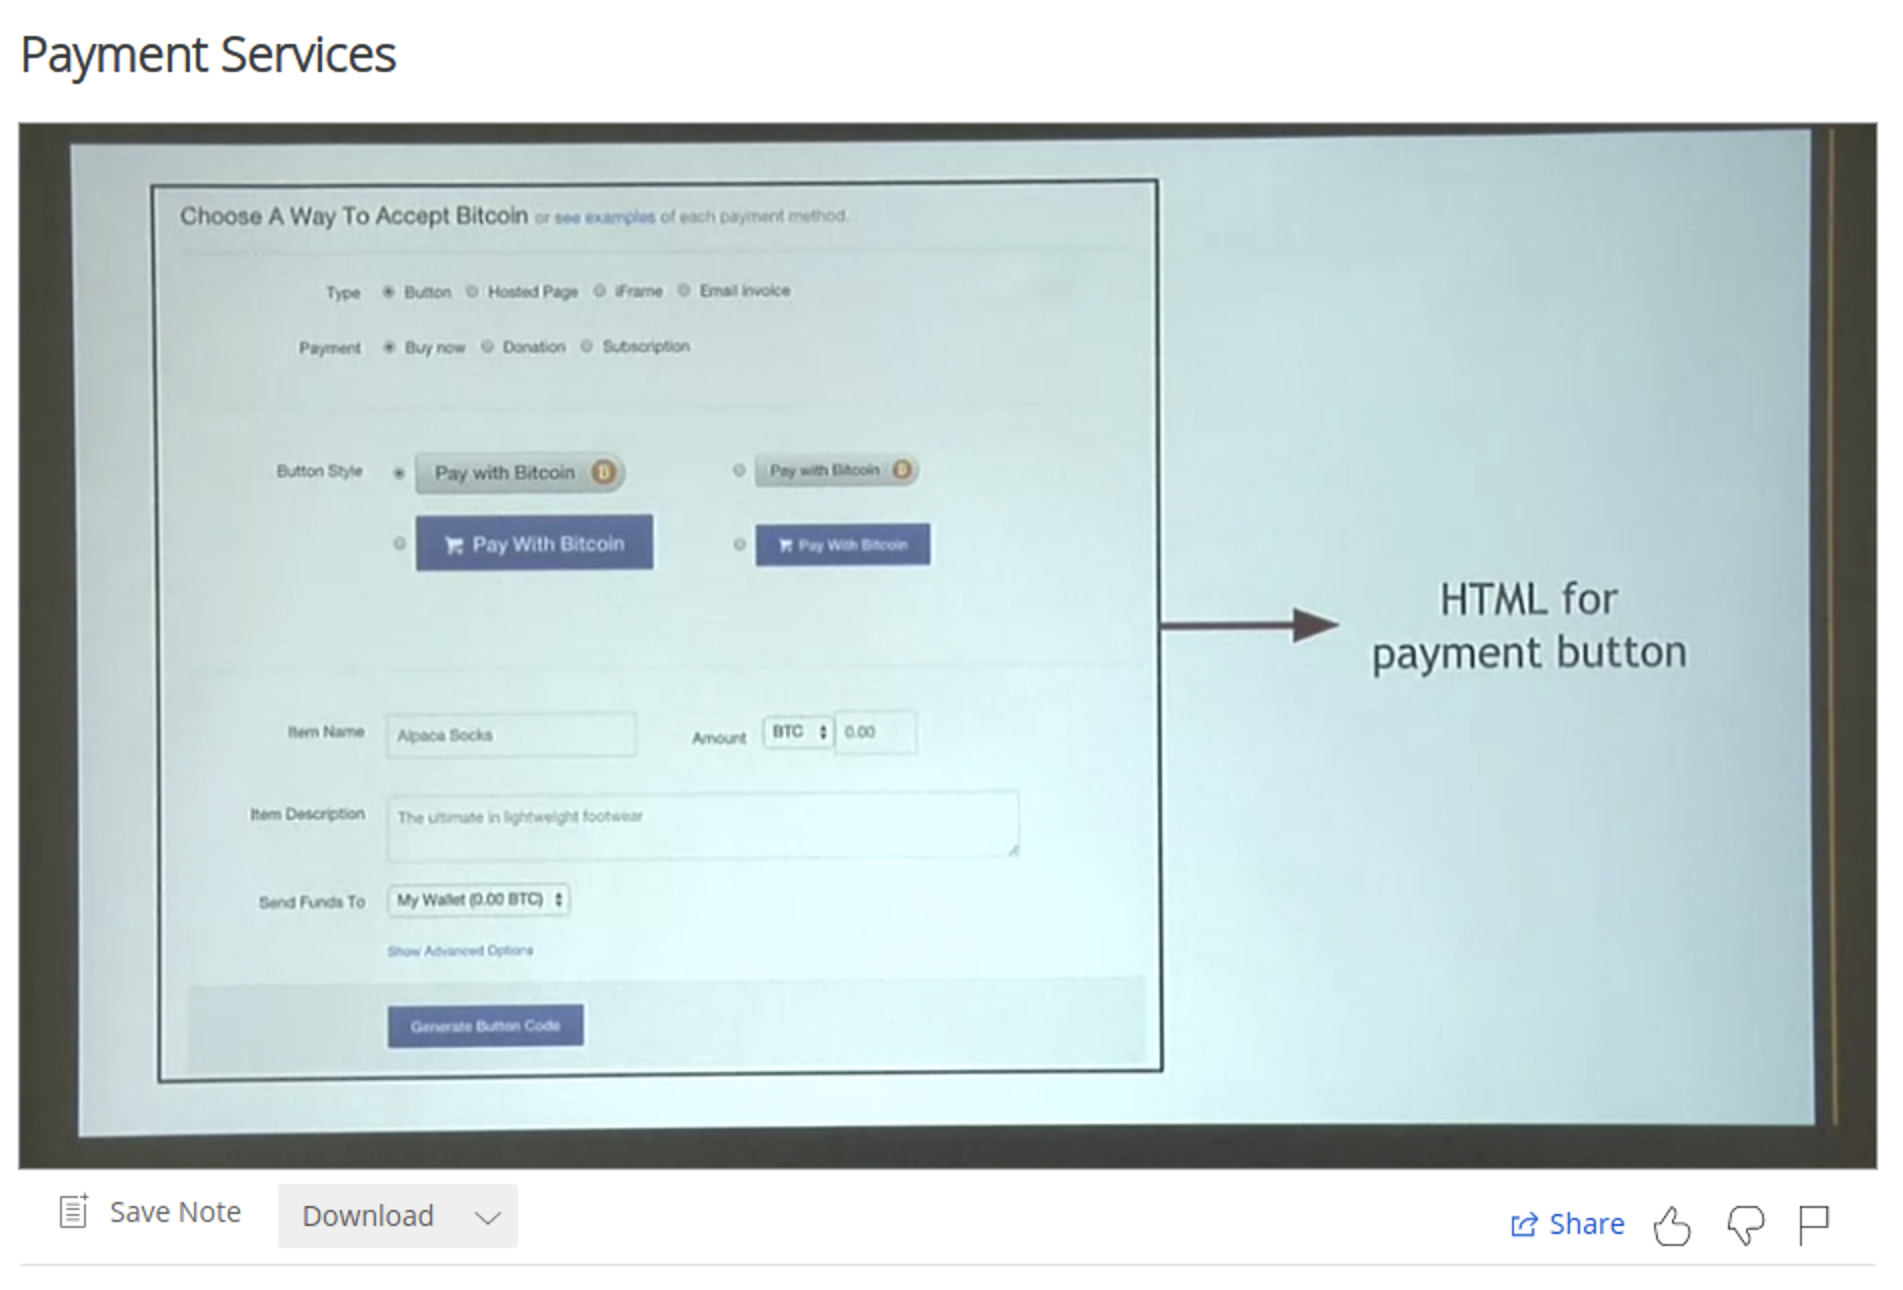 Payment Services
Choose A Way To Accept Bitcoin or see examples of each payment method.
Type Button Hosted Page iFrame Email Invoice
Payment Buy now Donation Subscription
Button Style Pay with Bitcoin Pay with Bitcoin
Pay With Bitcoin Pay With Bitcoin
HTML for
payment button
Item Name Alpaca Socks Amount BTC 0.00
Item Description The ultimate in lightweight footwear
Send Funds To My Wallet (0.00 BTC)
Show Advanced Options
Generate Button Code
Save Note Download Share